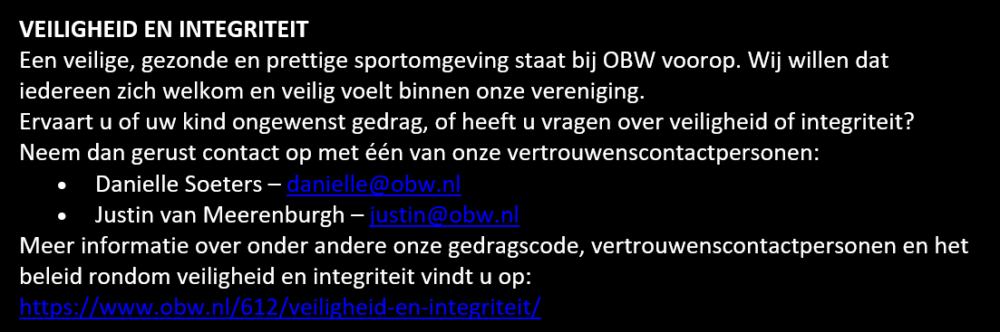 VEILIGHEID EN INTEGRITEIT
Een veilige, gezonde en prettige sportomgeving staat bij OBW voorop. Wij willen dat
iedereen zich welkom en veilig voelt binnen onze vereniging.
Ervaart u of uw kind ongewenst gedrag, of heeft u vragen over veiligheid of integriteit?
Neem dan gerust contact op met één van onze vertrouwenscontactpersonen:
• Danielle Soeters – danielle@obw.nl
• Justin van Meerenburgh – justin@obw.nl
Meer informatie over onder andere onze gedragscode, vertrouwenscontactpersonen en het
beleid rondom veiligheid en integriteit vindt u op:
https://www.obw.nl/612/veiligheid-en-integriteit/